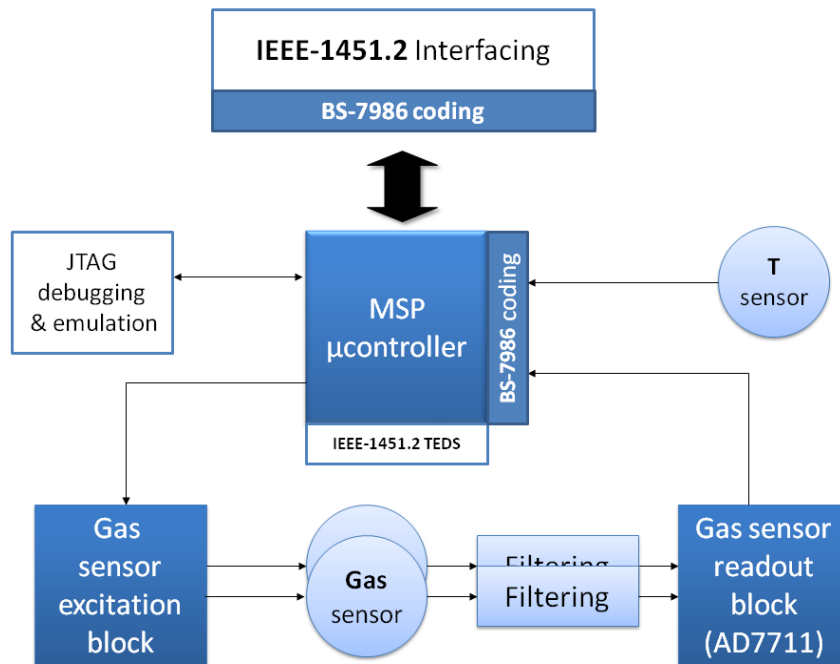 IEEE-1451.2 Interfacing
BS-7986 coding
JTAG
debugging
& emulation
MSP
μcontroller
BS-7986 coding
T
sensor
IEEE-1451.2 TEDS
Gas
sensor
excitation
block
Gas
sensor
Filtering
Filtering
Gas sensor
readout
block
(AD7711)